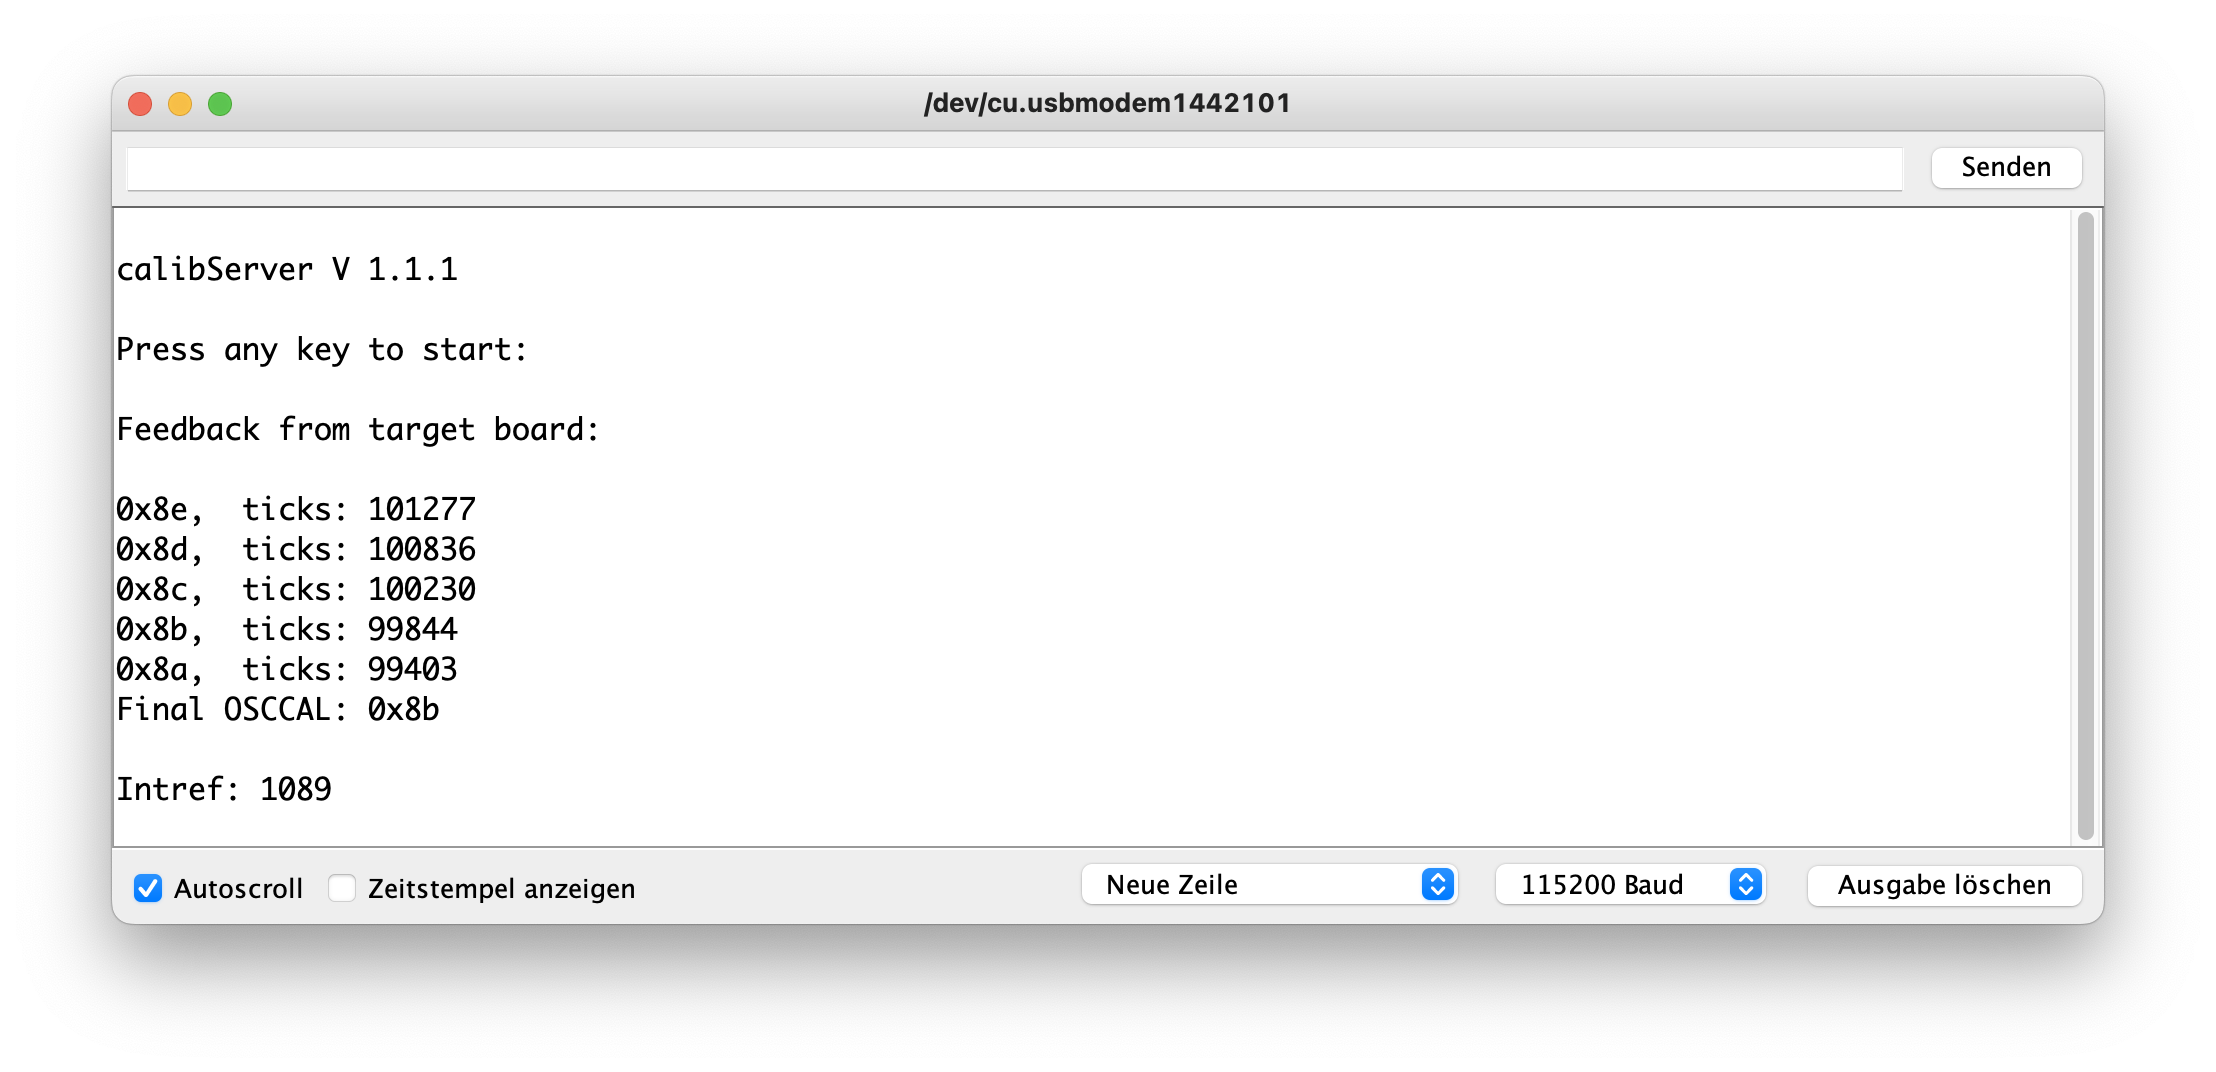 /dev/cu.usbmodem1442101
Senden
calibServer V 1.1.1
Press any key to start:
Feedback from target board:
0x8e,  ticks: 101277
0x8d,  ticks: 100836
0x8c,  ticks: 100230
0x8b,  ticks: 99844
0x8a,  ticks: 99403
Final OSCCAL: 0x8b
Intref: 1089
Autoscroll Zeitstempel anzeigen Neue Zeile 115200 Baud Ausgabe löschen